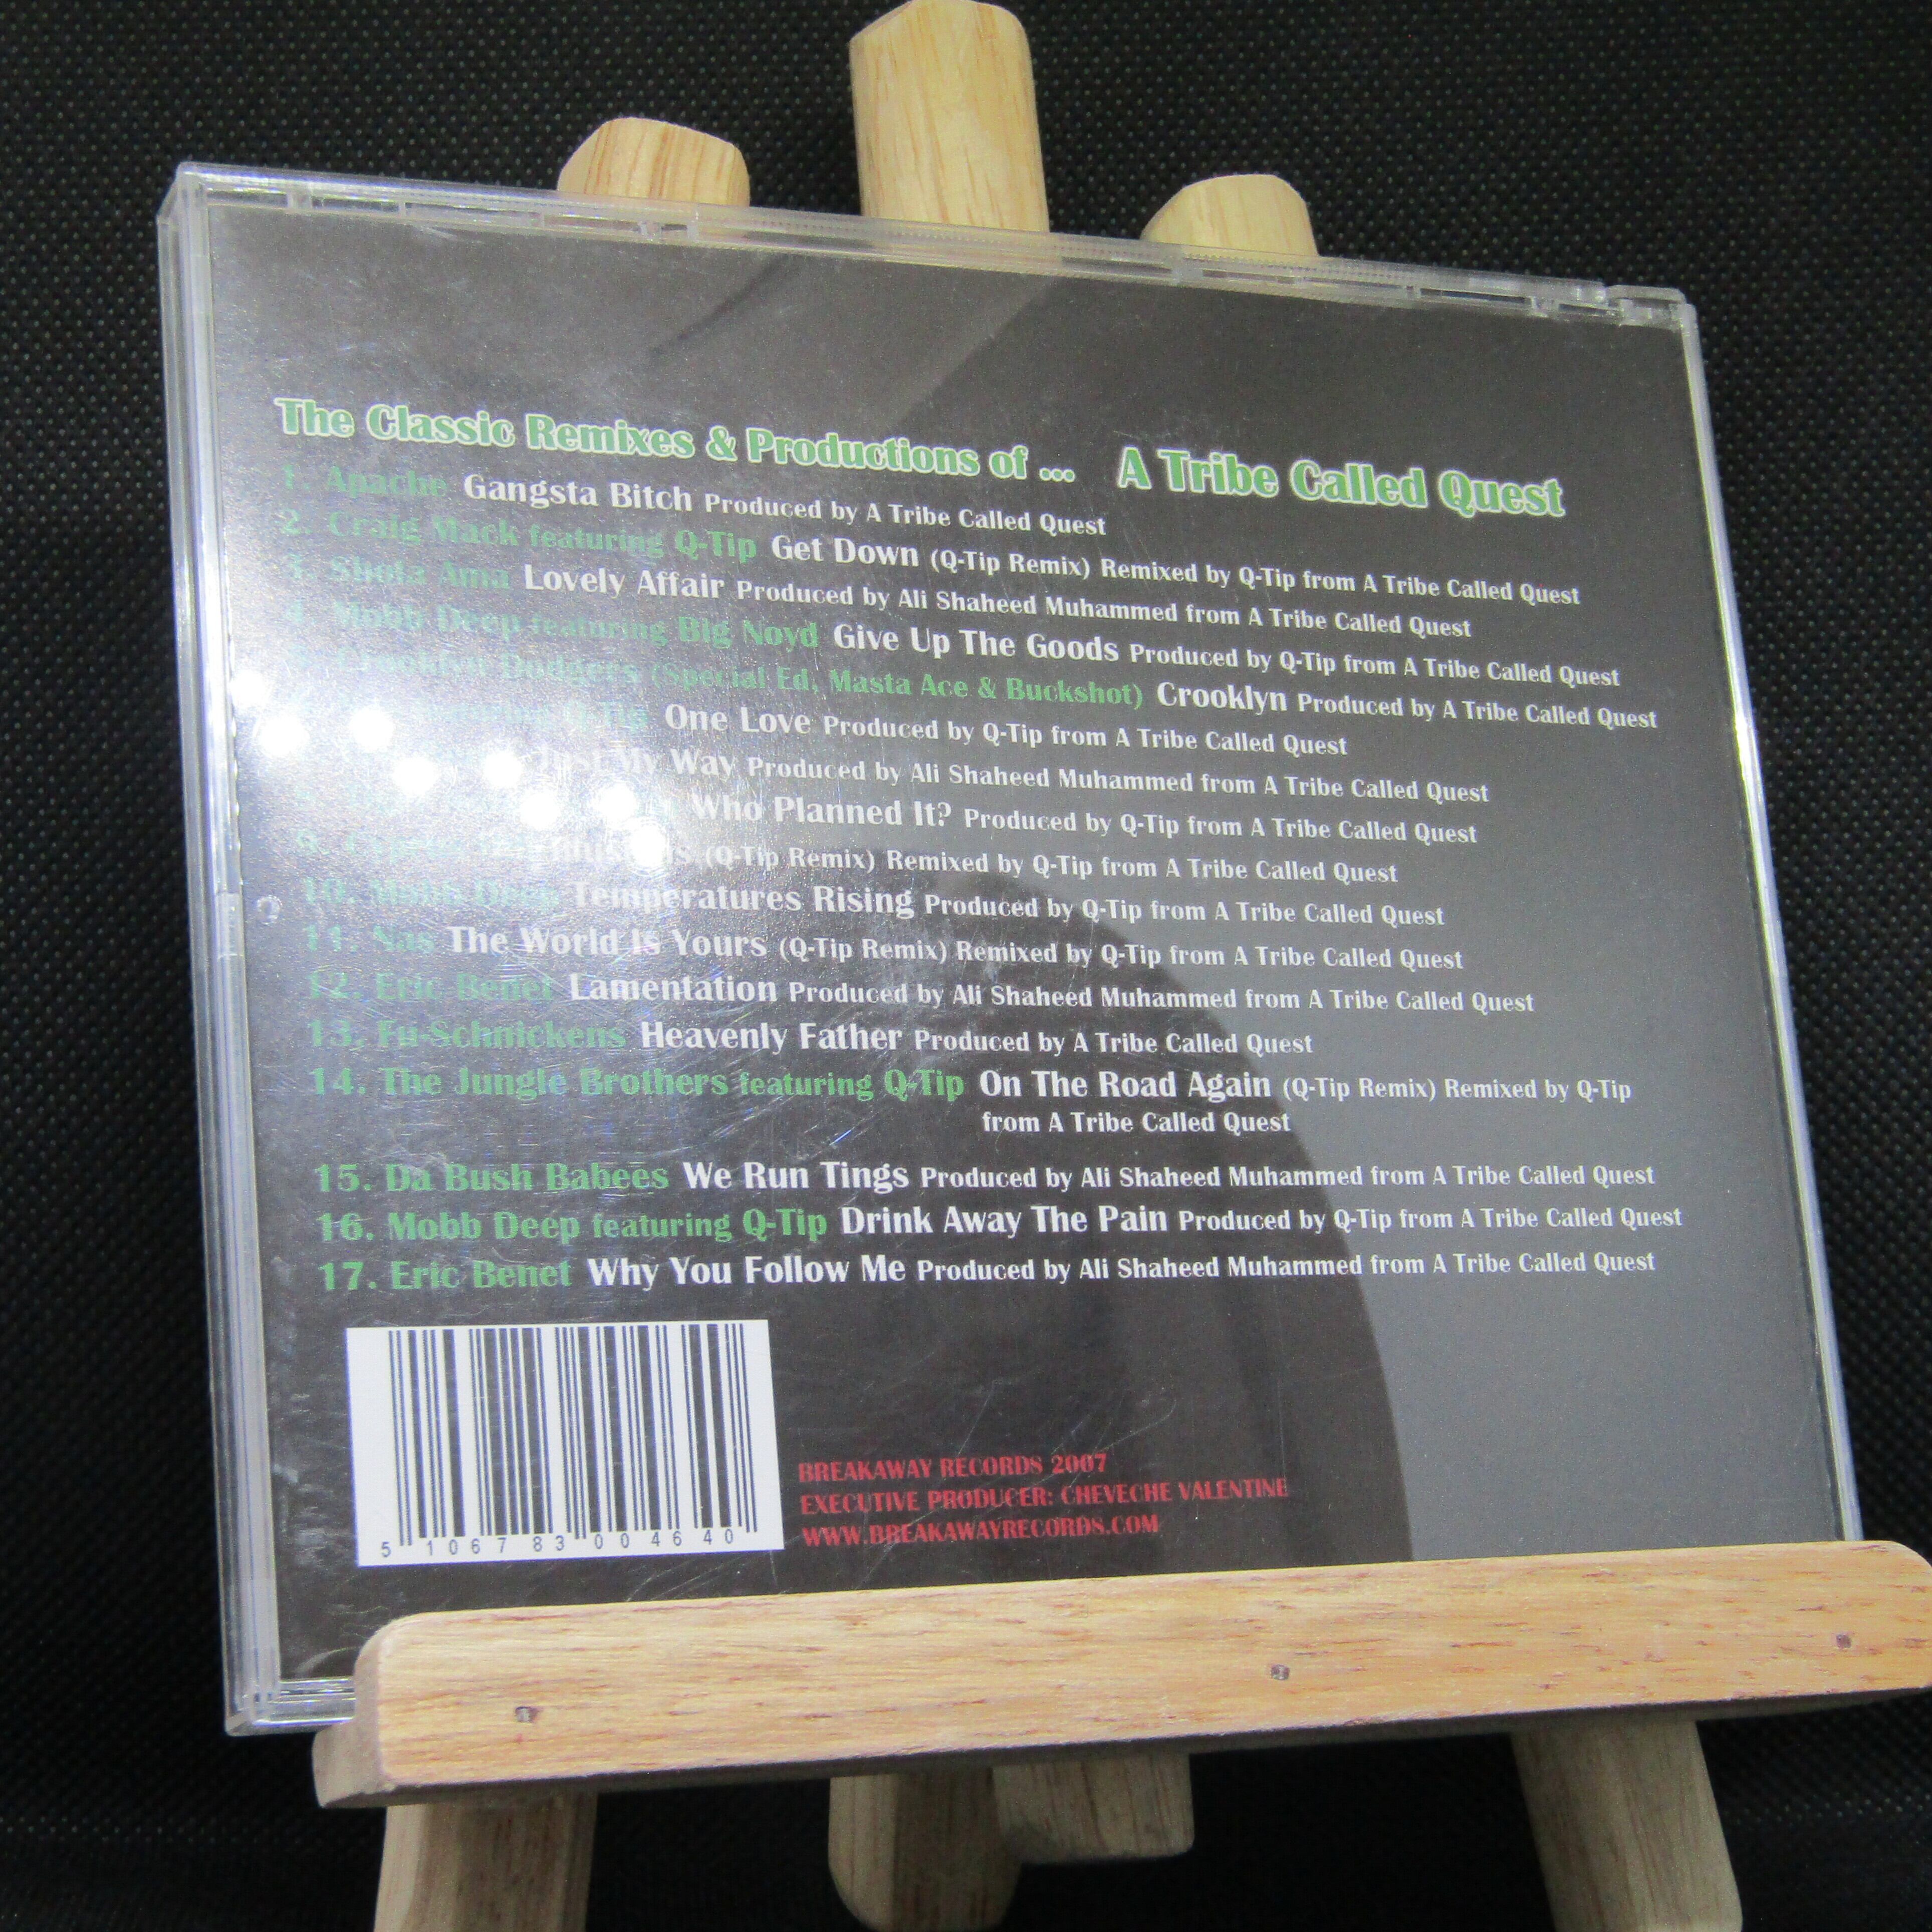 The Classic Remixes & Productions of ... A Tribe Called Quest
1. Apache Gangsta Bitch Produced by A Tribe Called Quest
2. Craig Mack featuring Q-Tip Get Down (Q-Tip Remix) Remixed by Q-Tip from A Tribe Called Quest
3. Shola Ama Lovely Affair Produced by Ali Shaheed Muhammed from A Tribe Called Quest
4. Mobb Deep featuring Big Noyd Give Up The Goods Produced by Q-Tip from A Tribe Called Quest
Crooklyn Dodgers (Special Ed, Masta Ace & Buckshot) Crooklyn Produced by A Tribe Called Quest
Q-Tip One Love Produced by Q-Tip from A Tribe Called Quest
Just My Way Produced by Ali Shaheed Muhammed from A Tribe Called Quest
Who Planned It? Produced by Q-Tip from A Tribe Called Quest
9. (Q-Tip Remix) Remixed by Q-Tip from A Tribe Called Quest
10. Mobb Deep Temperatures Rising Produced by Q-Tip from A Tribe Called Quest
11. Nas The World Is Yours (Q-Tip Remix) Remixed by Q-Tip from A Tribe Called Quest
12. Eric Benet Lamentation Produced by Ali Shaheed Muhammed from A Tribe Called Quest
13. Fu-Schnickens Heavenly Father Produced by A Tribe Called Quest
14. The Jungle Brothers featuring Q-Tip On The Road Again (Q-Tip Remix) Remixed by Q-Tip
from A Tribe Called Quest
15. Da Bush Babees We Run Tings Produced by Ali Shaheed Muhammed from A Tribe Called Quest
16. Mobb Deep featuring Q-Tip Drink Away The Pain Produced by Q-Tip from A Tribe Called Quest
17. Eric Benet Why You Follow Me Produced by Ali Shaheed Muhammed from A Tribe Called Quest
BREAKAWAY RECORDS 2007
EXECUTIVE PRODUCER: CHEVECHE VALENTINE
WWW.BREAKAWAYRECORDS.COM
5 10678300 4640